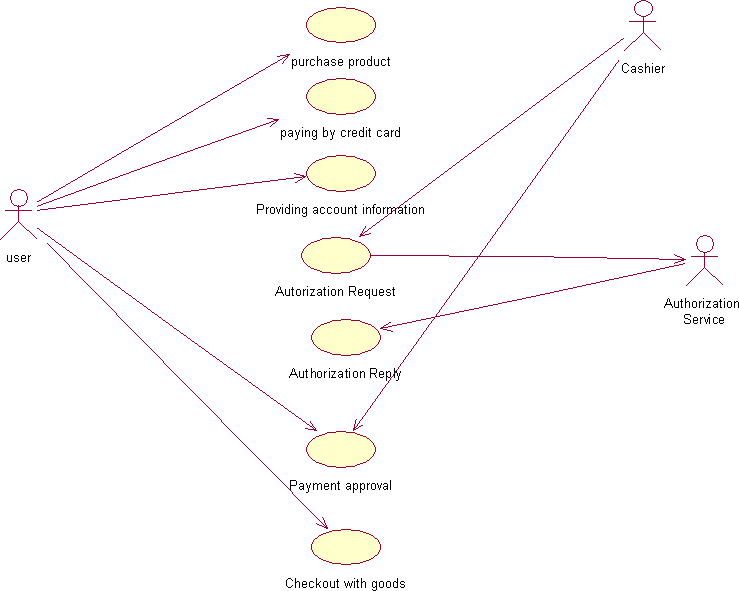 purchase product
Cashier
paying by credit card
Providing account information
user
Autorization Request
Authorization
Service
Authorization Reply
Payment approval
Checkout with goods